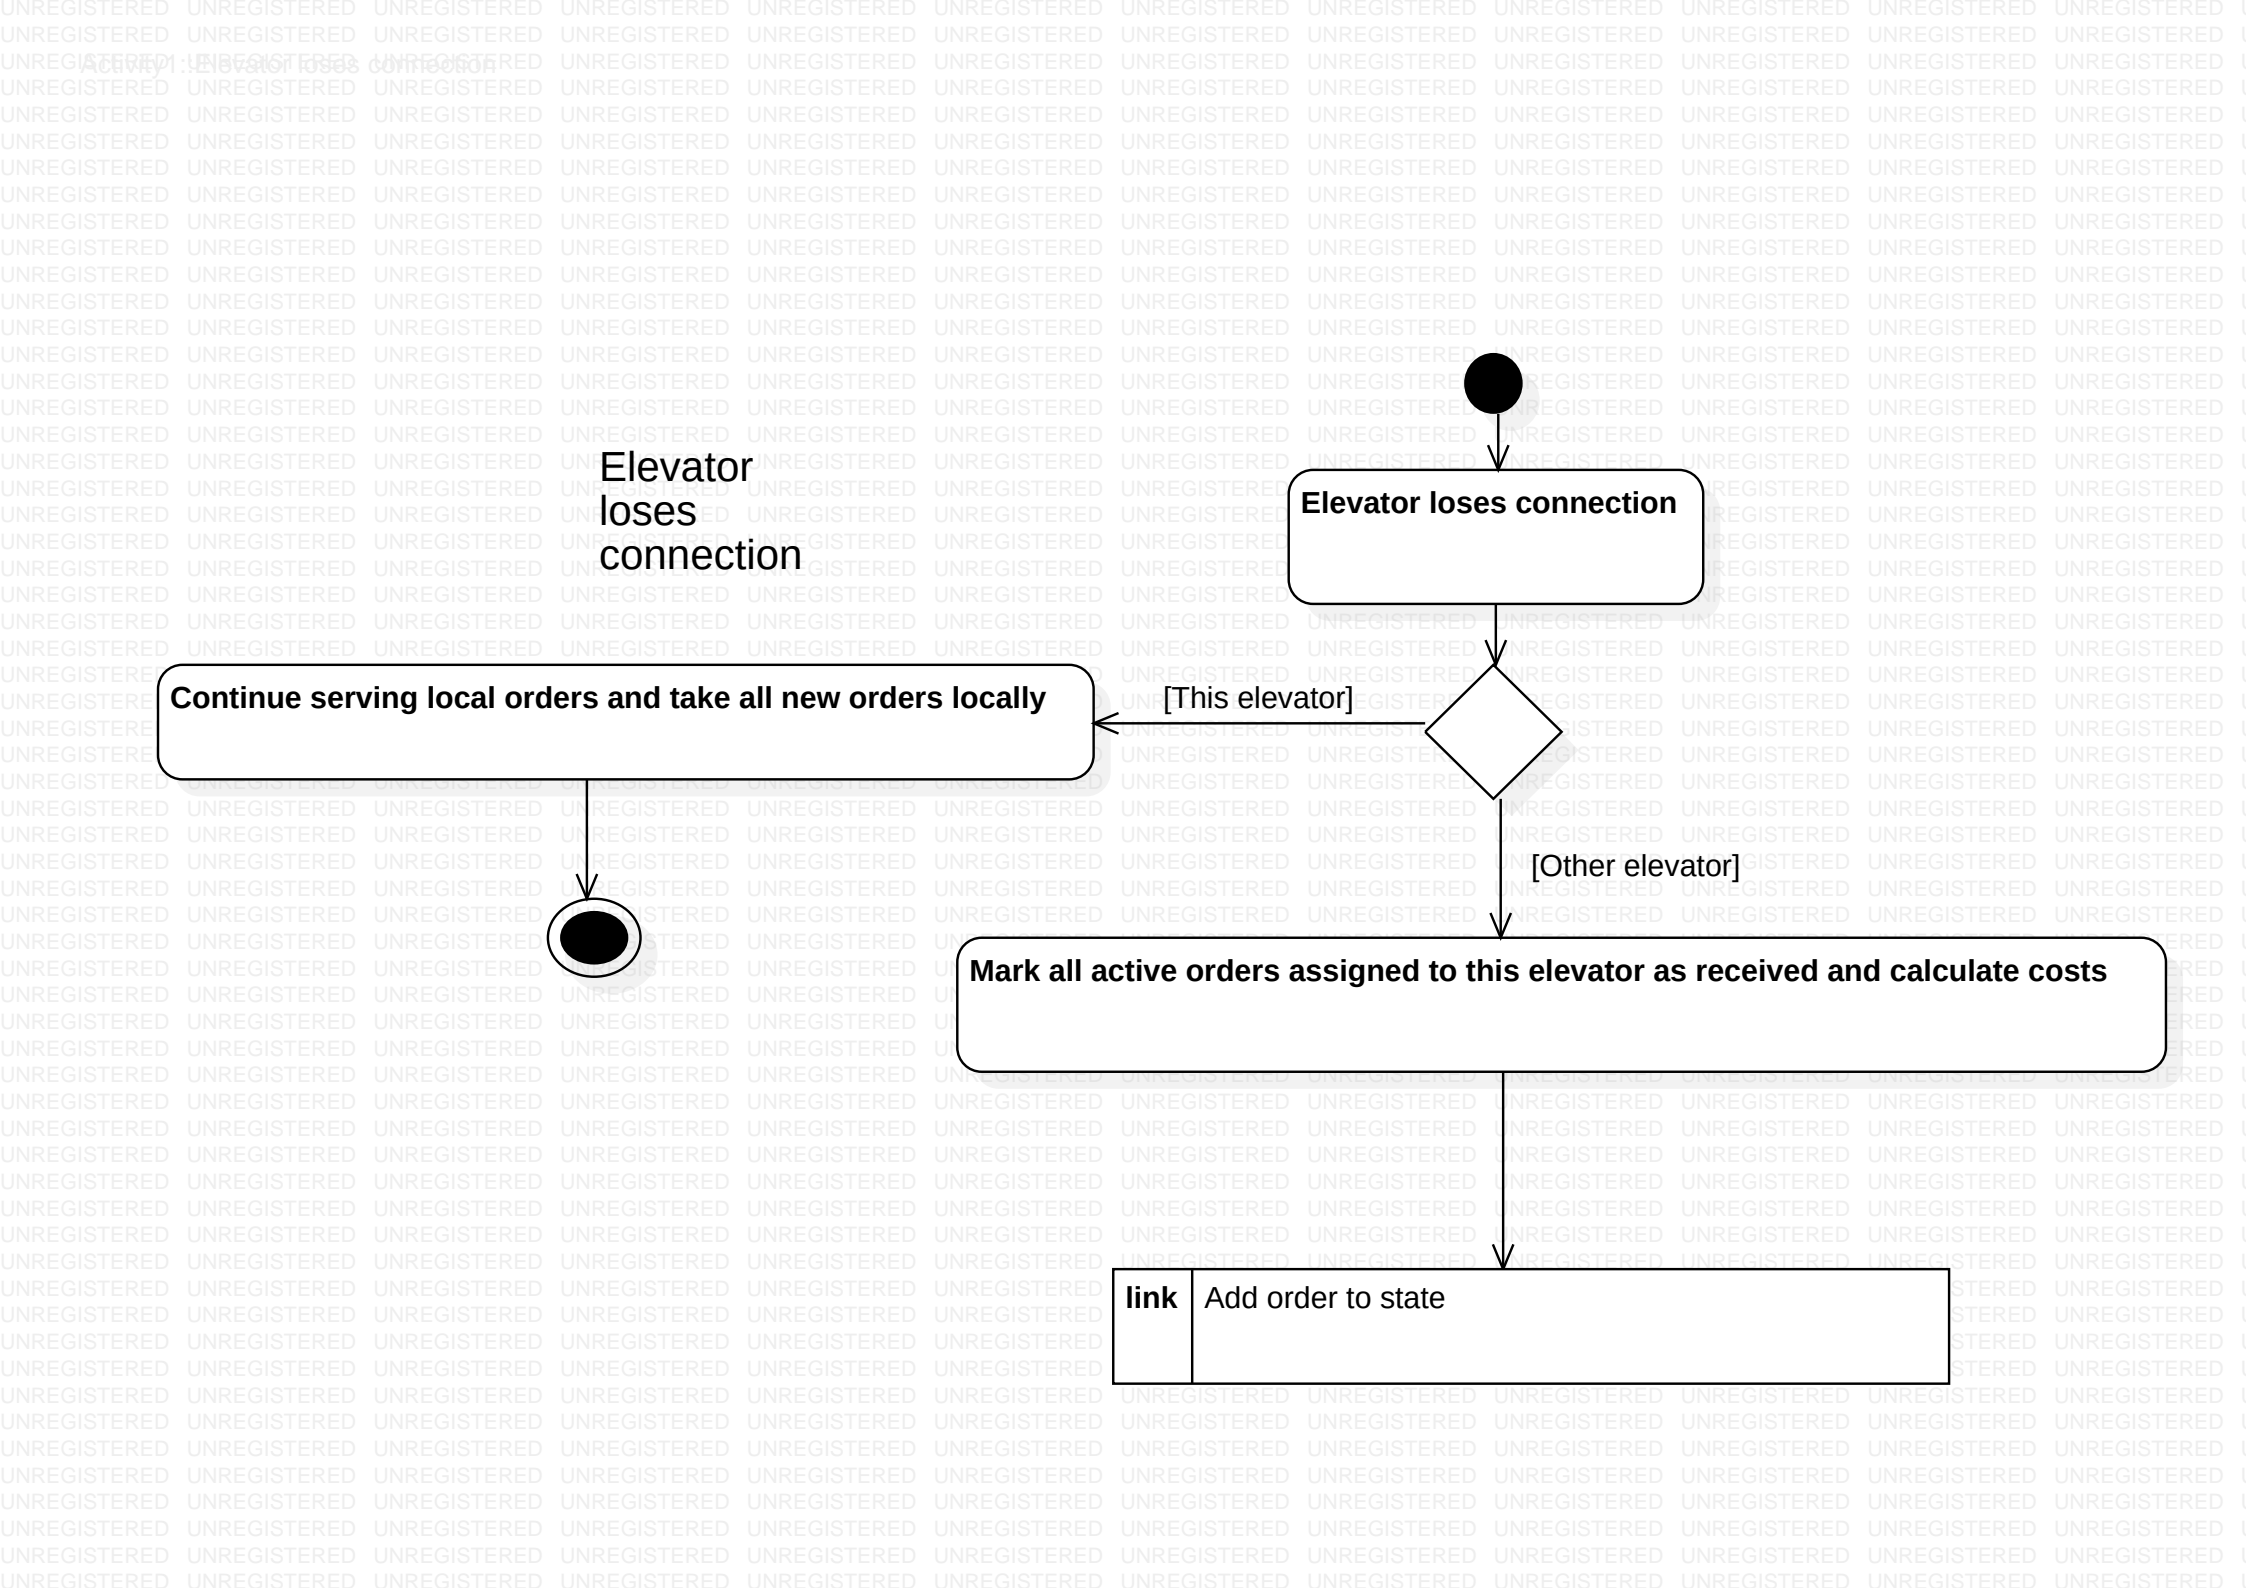 Activity1::Elevator loses connection
Elevator
loses
connection
Elevator loses connection
Continue serving local orders and take all new orders locally
[This elevator]
[Other elevator]
Mark all active orders assigned to this elevator as received and calculate costs
link
Add order to state
UNREGISTERED